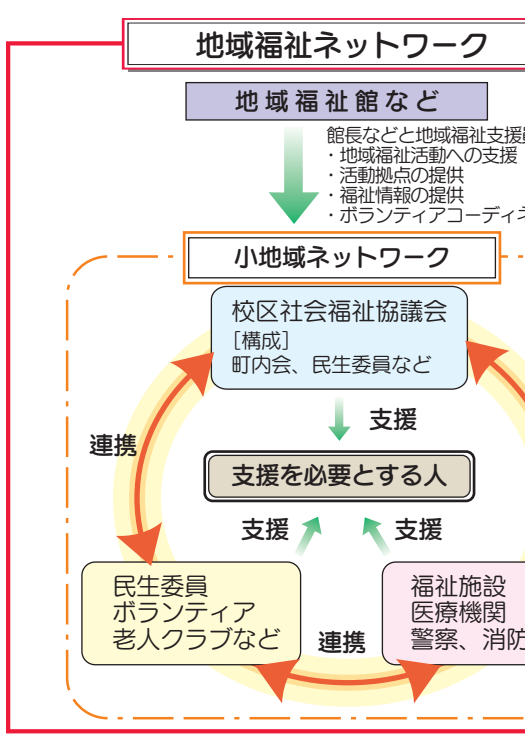 地域福祉ネットワーク
地域福祉館など
館長などと地域福祉支援
・地域福祉活動への支援
・活動拠点の提供
・福祉情報の提供
・ボランティアコーディネ
小地域ネットワーク
校区社会福祉協議会
[構成]
町内会、民生委員など
支援
連携
支援を必要とする人
支援
支援
民生委員
ボランティア
老人クラブなど
連携
福祉施設
医療機関
警察、消防